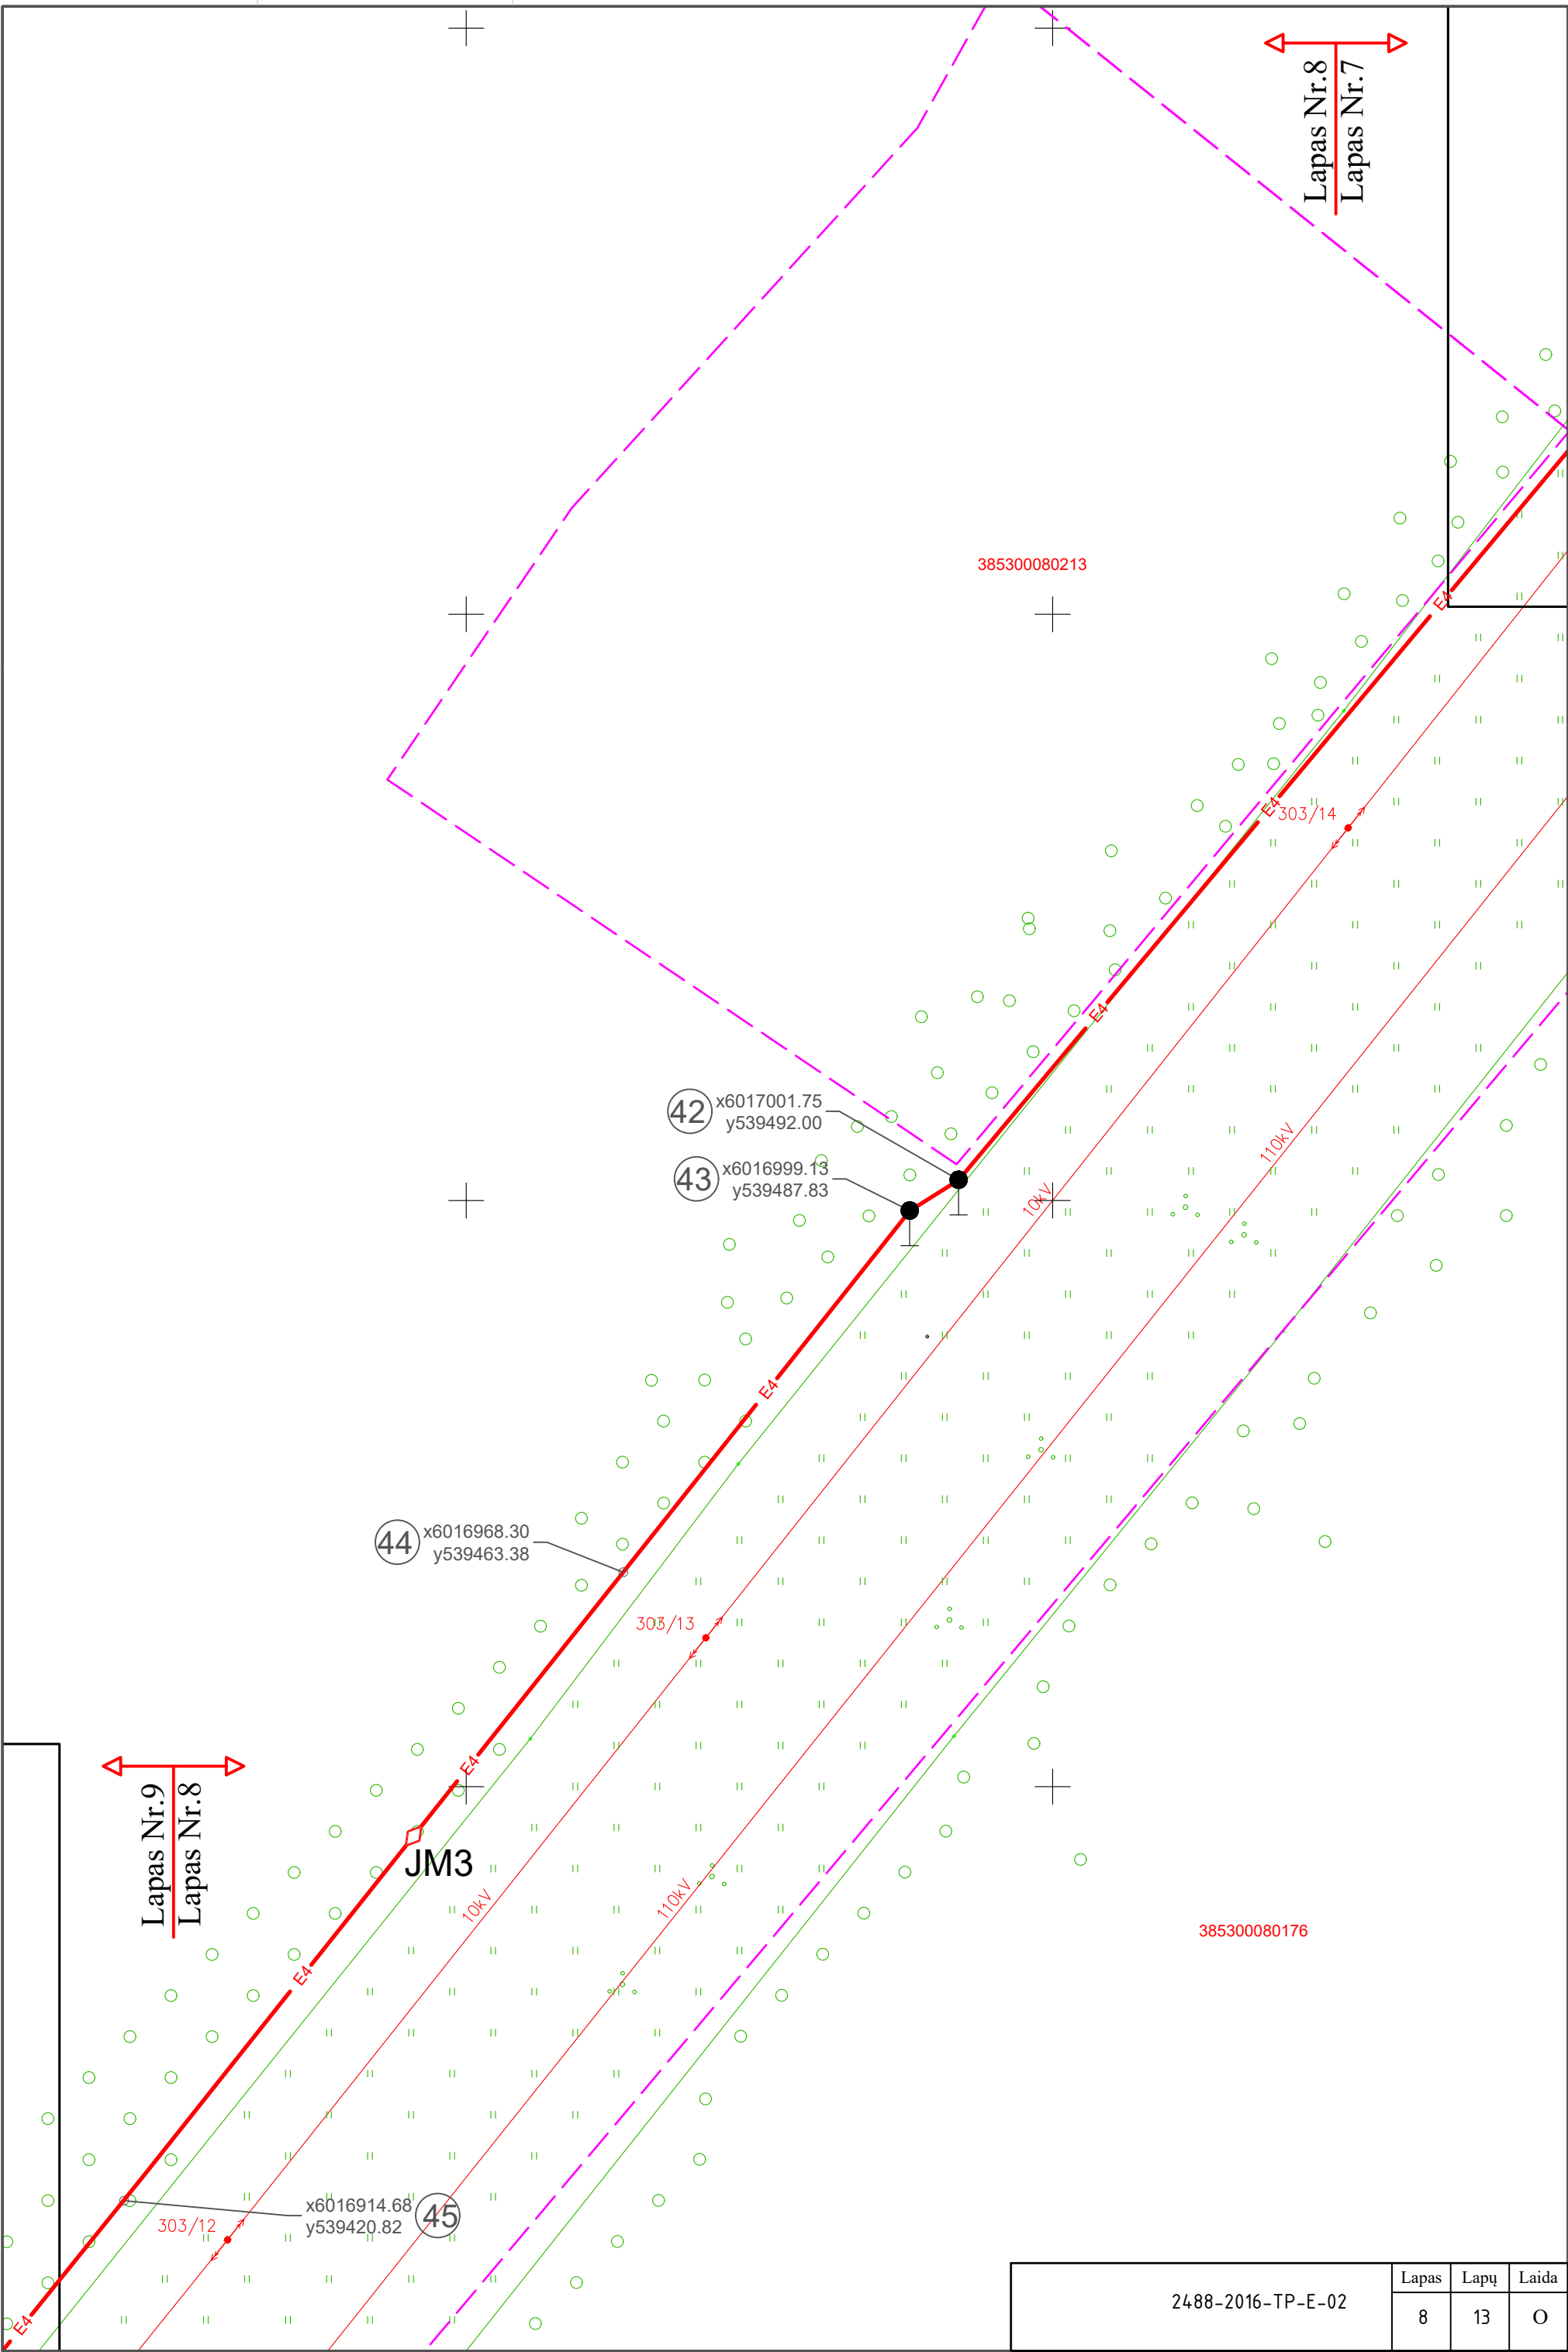 Lapas Nr.8
Lapas Nr.7
385300080213
E4
303/14
E4
E4
42
x6017001.75
y539492.00
43
x6016999.13
y539487.83
110kV
10kV
E4
44
x6016968.30
y539463.38
303/13
E4
Lapas Nr.9
Lapas Nr.8
JM3
10kV
110kV
385300080176
E4
x6016914.68
y539420.82
45
303/12
E4
2488-2016-TP-E-02
Lapas Lapų Laida
8 13 O